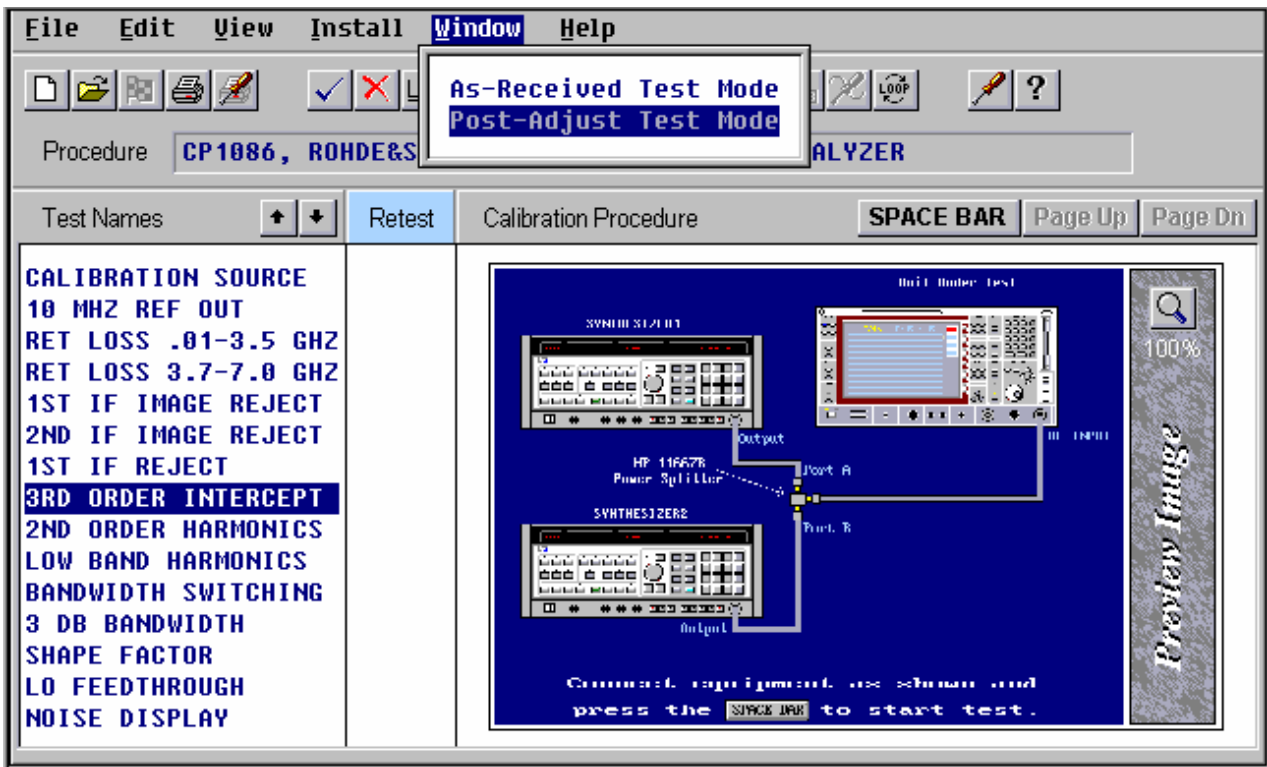 File Edit View Install Window Help
As-Received Test Mode
Post-Adjust Test Mode
LOOP
?
Procedure CP1086, ROHDE&S ALYZER
Test Names Retest Calibration Procedure SPACE BAR Page Up Page Dn
CALIBRATION SOURCE
10 MHZ REF OUT
RET LOSS .01-3.5 GHZ
RET LOSS 3.7-7.0 GHZ
1ST IF IMAGE REJECT
2ND IF IMAGE REJECT
1ST IF REJECT
3RD ORDER INTERCEPT
2ND ORDER HARMONICS
LOW BAND HARMONICS
BANDWIDTH SWITCHING
3 DB BANDWIDTH
SHAPE FACTOR
LO FEEDTHROUGH
NOISE DISPLAY
Unit Under Test
SYNTHESIZER1
Output
INPUT
HP 11667B
Power Splitter
Port A
SYNTHESIZER2
Port B
Output
Connect equipment as shown and
press the SPACE BAR to start test.
100%
Preview Image